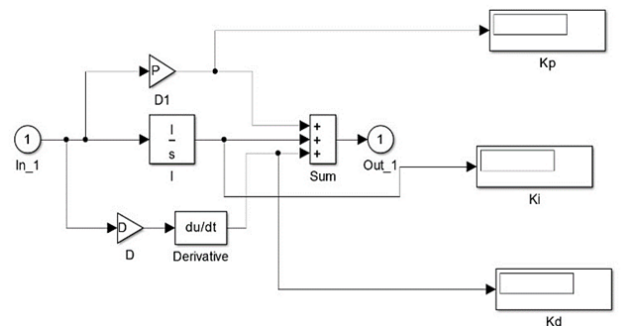 Kp
P
D1
1
In_1
I
s
I
+
+
+
Sum
1
Out_1
Ki
D
D
du/dt
Derivative
Kd